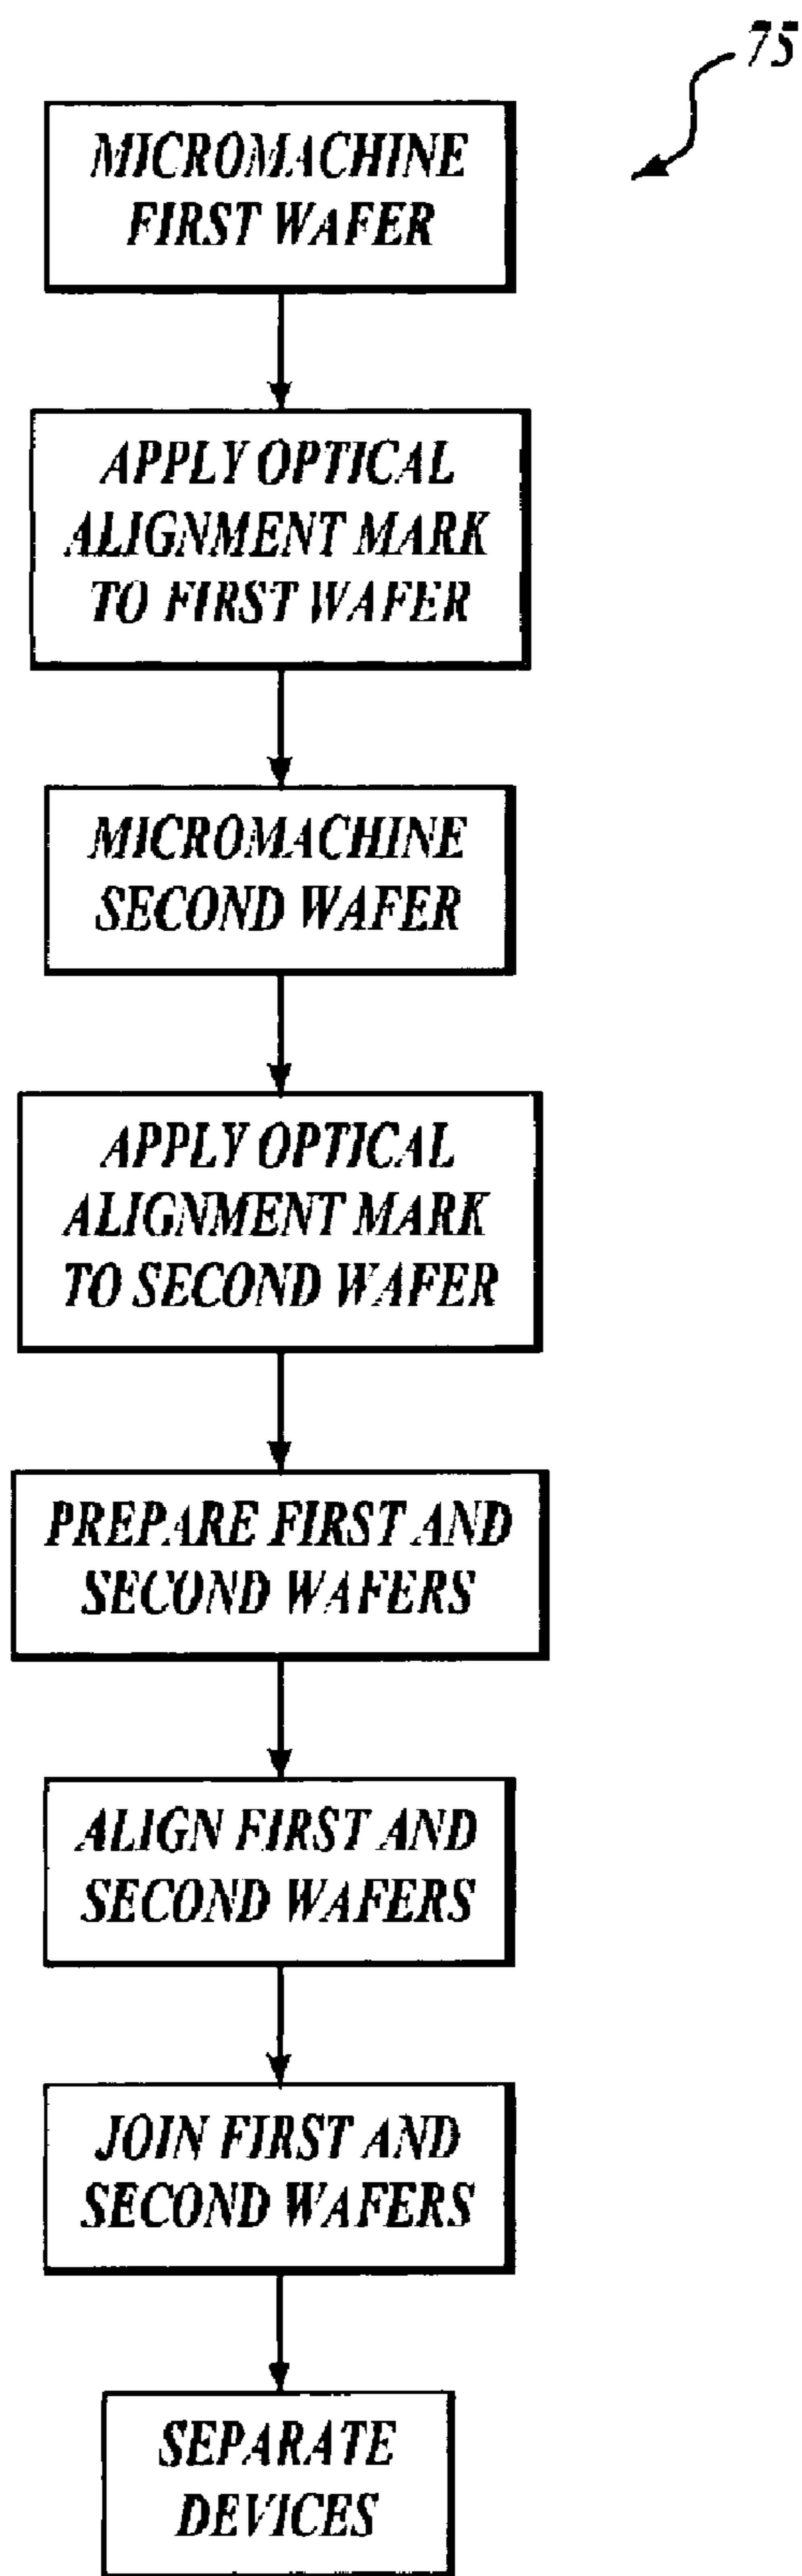 75
MICROMACHINE
FIRST WAFER
APPLY OPTICAL
ALIGNMENT MARK
TO FIRST WAFER
MICROMACHINE
SECOND WAFER
APPLY OPTICAL
ALIGNMENT MARK
TO SECOND WAFER
PREPARE FIRST AND
SECOND WAFERS
ALIGN FIRST AND
SECOND WAFERS
JOIN FIRST AND
SECOND WAFERS
SEPARATE
DEVICES